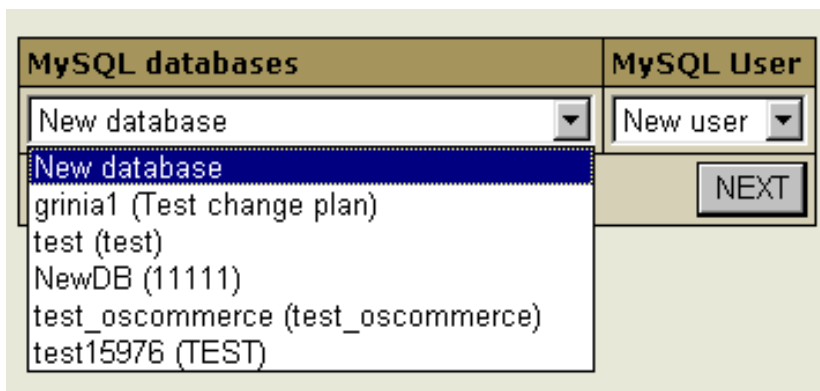 MySQL databases MySQL User
New database New user
New database
NEXT
grinia1 (Test change plan)
test (test)
NewDB (11111)
test_oscommerce (test_oscommerce)
test15976 (TEST)